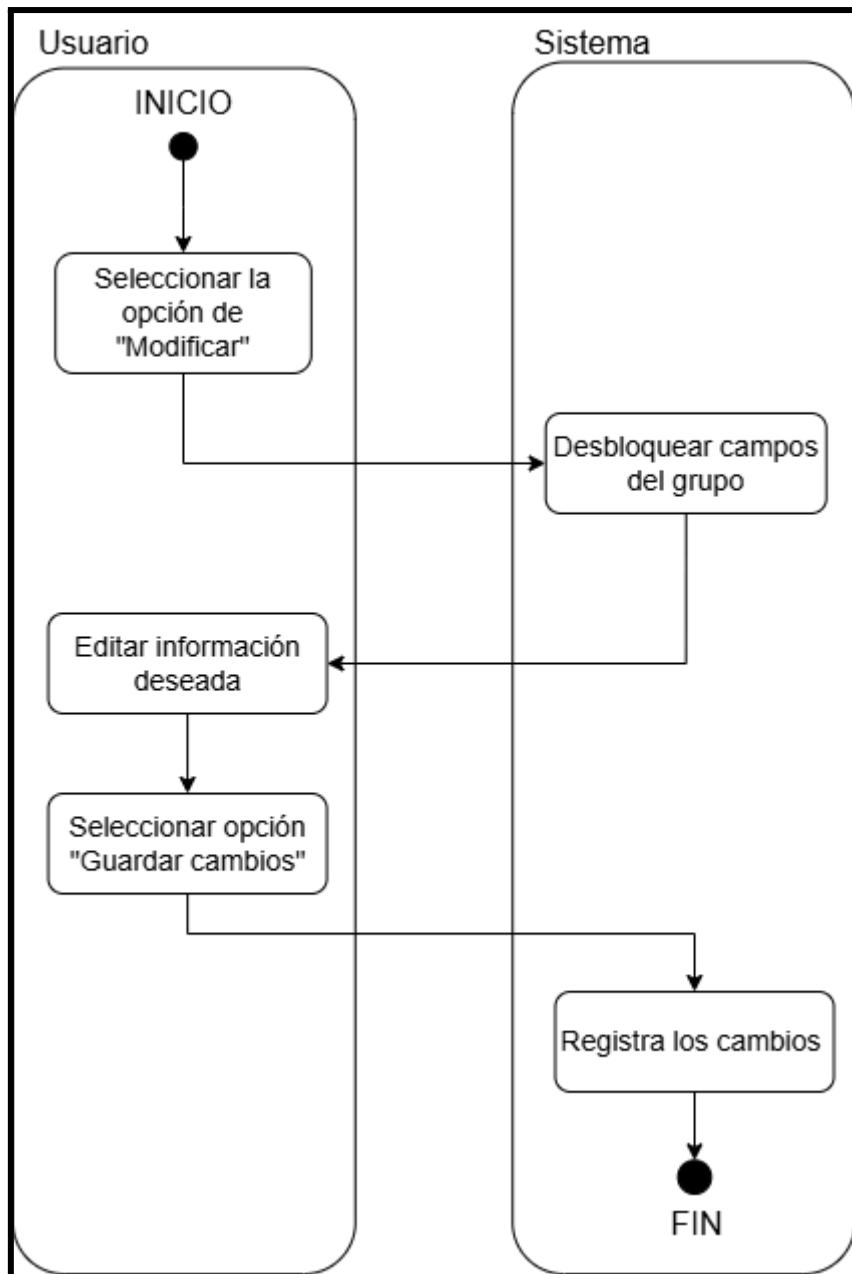 Usuario
Sistema
INICIO
Seleccionar la
opción de
"Modificar"
Desbloquear campos
del grupo
Editar información
deseada
Seleccionar opción
"Guardar cambios"
Registra los cambios
FIN